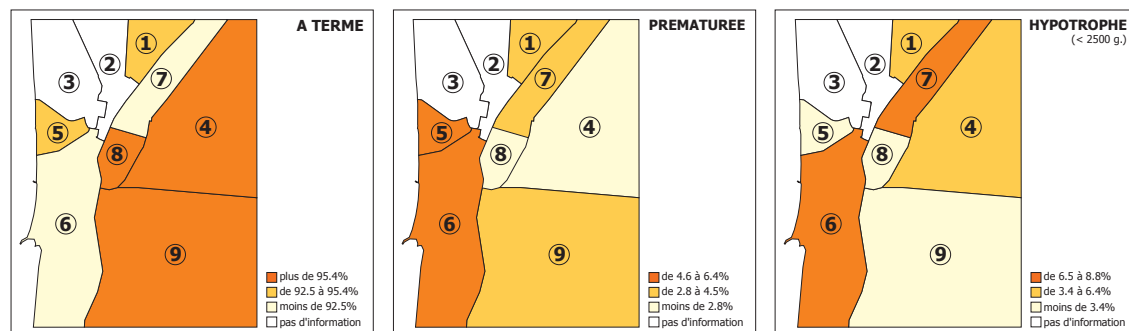 A TERME
1
2
3
7
4
5
8
6
9
plus de 95.4%
de 92.5 à 95.4%
moins de 92.5%
pas d'information
PREMATUREE
1
2
3
7
4
5
8
6
9
de 4.6 à 6.4%
de 2.8 à 4.5%
moins de 2.8%
pas d'information
HYPOTROPHE
(< 2500 g.)
1
2
3
7
4
5
8
6
9
de 6.5 à 8.8%
de 3.4 à 6.4%
moins de 3.4%
pas d'information